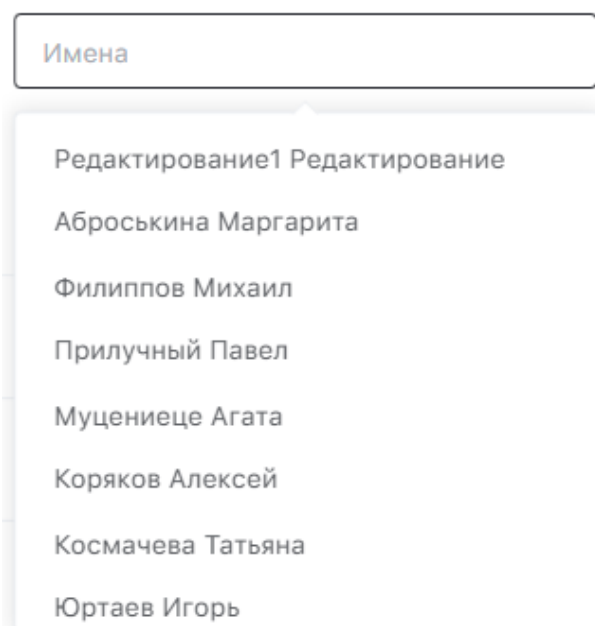 Имена
Редактирование1 Редактирование
Аброськина Маргарита
Филиппов Михаил
Прилучный Павел
Муцениеце Агата
Коряков Алексей
Космачева Татьяна
Юртаев Игорь